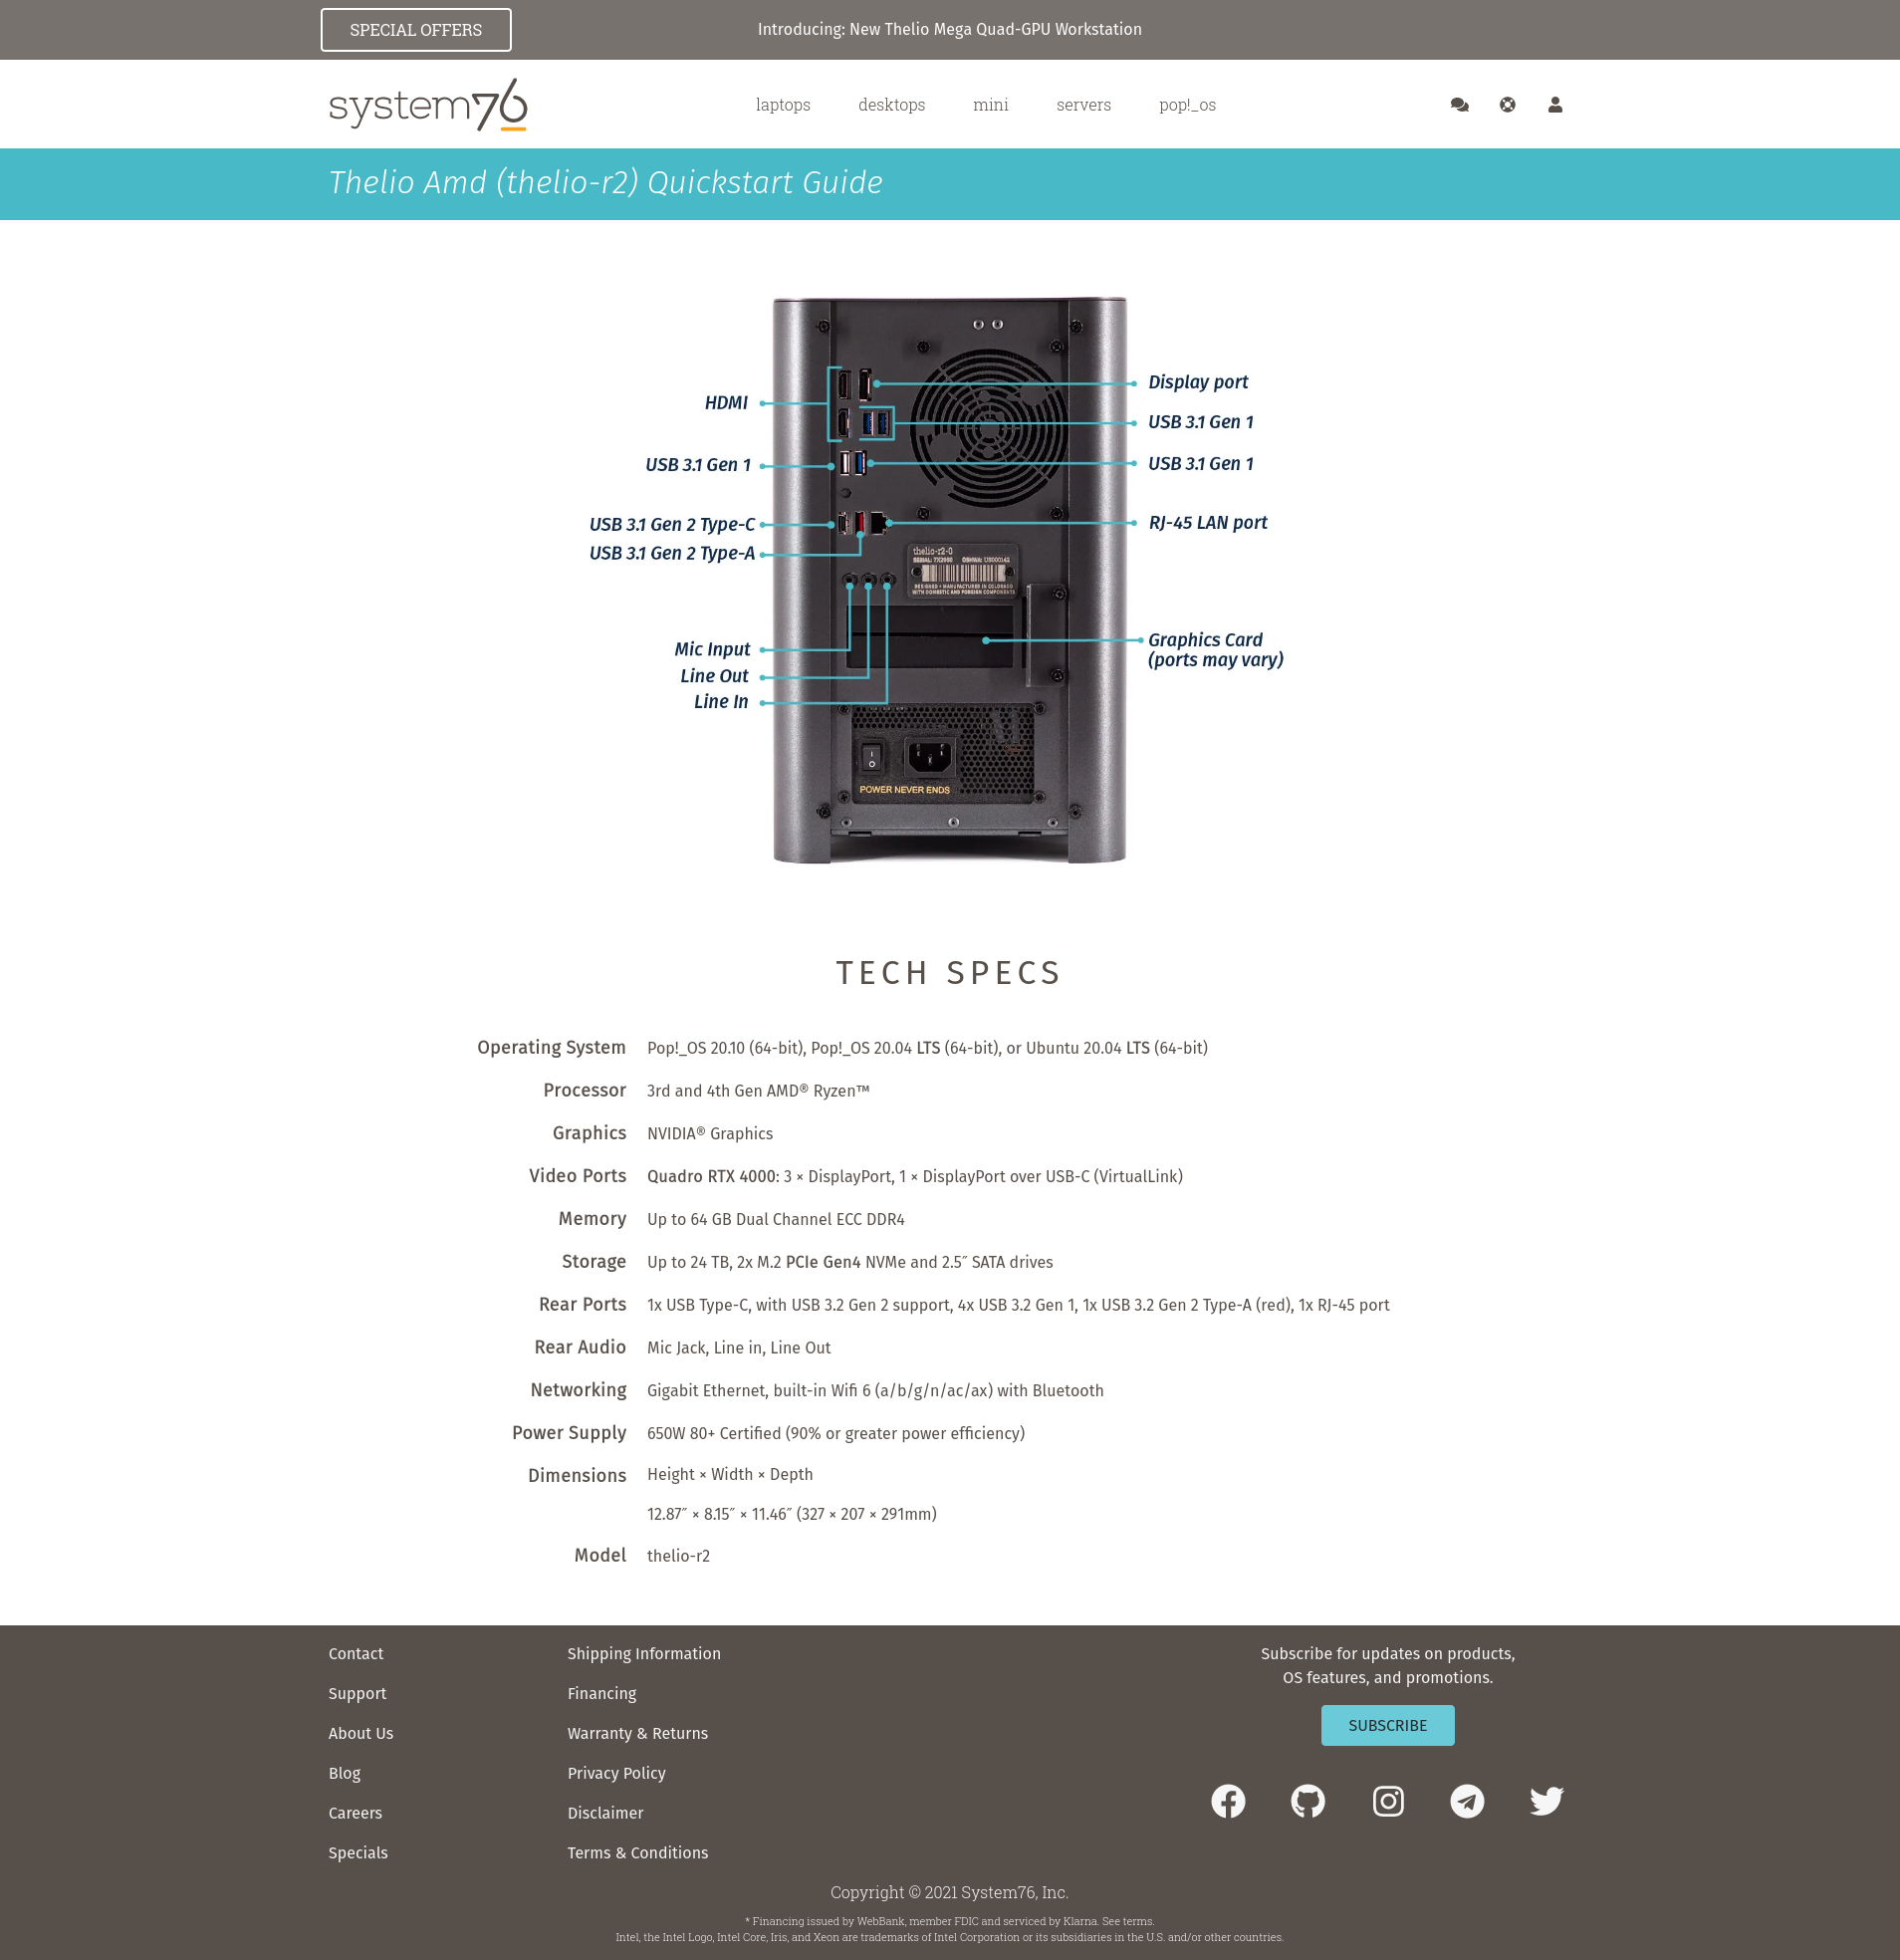 SPECIAL OFFERS
Introducing: New Thelio Mega Quad-GPU Workstation
system76
laptops desktops mini servers pop!_os
Thelio Amd (thelio-r2) Quickstart Guide
HDMI
USB 3.1 Gen 1
USB 3.1 Gen 2 Type-C
USB 3.1 Gen 2 Type-A
Mic Input
Line Out
Line In
Display port
USB 3.1 Gen 1
USB 3.1 Gen 1
RJ-45 LAN port
Graphics Card
(ports may vary)
thelio-r2-0
DESIGNED + MANUFACTURED IN COLORADO
WITH DOMESTIC AND FOREIGN COMPONENTS
POWER NEVER ENDS
TECH SPECS
Operating System Pop!_OS 20.10 (64-bit), Pop!_OS 20.04 LTS (64-bit), or Ubuntu 20.04 LTS (64-bit)
Processor 3rd and 4th Gen AMD® Ryzen™
Graphics NVIDIA® Graphics
Video Ports Quadro RTX 4000: 3 × DisplayPort, 1 × DisplayPort over USB-C (VirtualLink)
Memory Up to 64 GB Dual Channel ECC DDR4
Storage Up to 24 TB, 2x M.2 PCIe Gen4 NVMe and 2.5″ SATA drives
Rear Ports 1x USB Type-C, with USB 3.2 Gen 2 support, 4x USB 3.2 Gen 1, 1x USB 3.2 Gen 2 Type-A (red), 1x RJ-45 port
Rear Audio Mic Jack, Line in, Line Out
Networking Gigabit Ethernet, built-in Wifi 6 (a/b/g/n/ac/ax) with Bluetooth
Power Supply 650W 80+ Certified (90% or greater power efficiency)
Dimensions Height × Width × Depth
12.87″ × 8.15″ × 11.46″ (327 × 207 × 291mm)
Model thelio-r2
Contact
Support
About Us
Blog
Careers
Specials
Shipping Information
Financing
Warranty & Returns
Privacy Policy
Disclaimer
Terms & Conditions
Subscribe for updates on products,
OS features, and promotions.
SUBSCRIBE
Copyright © 2021 System76, Inc.
* Financing issued by WebBank, member FDIC and serviced by Klarna. See terms.
Intel, the Intel Logo, Intel Core, Iris, and Xeon are trademarks of Intel Corporation or its subsidiaries in the U.S. and/or other countries.